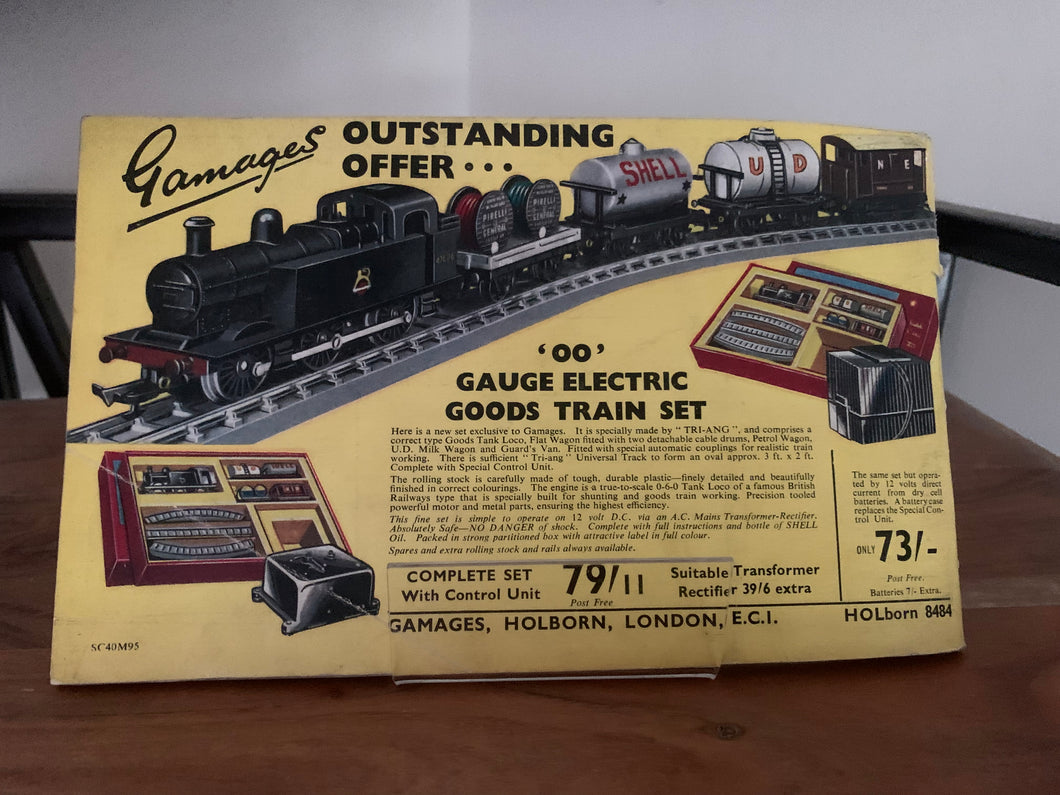 Gamages OUTSTANDING
OFFER . . .
SHELL
U D
N E
PIRELLI
GENERAL
PIRELLI
GENERAL
'OO'
GAUGE ELECTRIC
GOODS TRAIN SET
Here is a new set exclusive to Gamages. It is specially made by "TRI-ANG", and comprises a
correct type Goods Tank Loco, Flat Wagon fitted with two detachable cable drums, Petrol Wagon,
U.D. Milk Wagon and Guard's Van. Fitted with special automatic couplings for realistic train
working. There is sufficient "Tri-ang" Universal Track to form an oval approx. 3 ft. x 2 ft.
Complete with Special Control Unit.
The rolling stock is carefully made of tough, durable plastic—finely detailed and beautifully
finished in correct colourings. The engine is a true-to-scale 0-6-0 Tank Loco of a famous British
Railways type that is specially built for shunting and goods train working. Precision tooled
powerful motor and metal parts, ensuring the highest efficiency.
This fine set is simple to operate on 12 volt D.C. via an A.C. Mains Transformer-Rectifier.
Absolutely Safe—NO DANGER of shock. Complete with full instructions and bottle of SHELL
Oil. Packed in strong partitioned box with attractive label in full colour.
Spares and extra rolling stock and rails always available.
COMPLETE SET
With Control Unit
79/11
Post Free
Suitable Transformer
Rectifier 39/6 extra
The same set but opera-
ted by 12 volts direct
current from dry cell
batteries. A battery case
replaces the Special Con-
trol Unit.
ONLY 73/-
Post Free.
Batteries 7/- Extra.
GAMAGES, HOLBORN, LONDON, E.C.1. HOLborn 8484
SC40M95